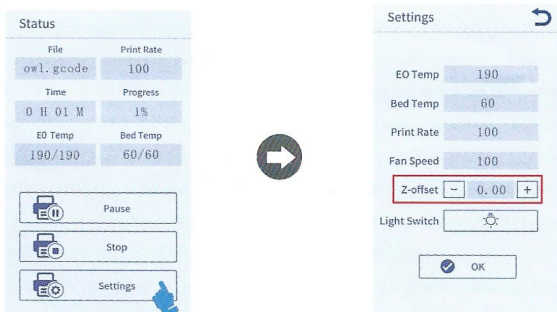 Status
File Print Rate
owl.gcode 100
Time Progress
0 H 01 M 1%
E0 Temp Bed Temp
190/190 60/60
Pause
Stop
Settings
Settings
EO Temp 190
Bed Temp 60
Print Rate 100
Fan Speed 100
Z-offset − 0.00 +
Light Switch
OK